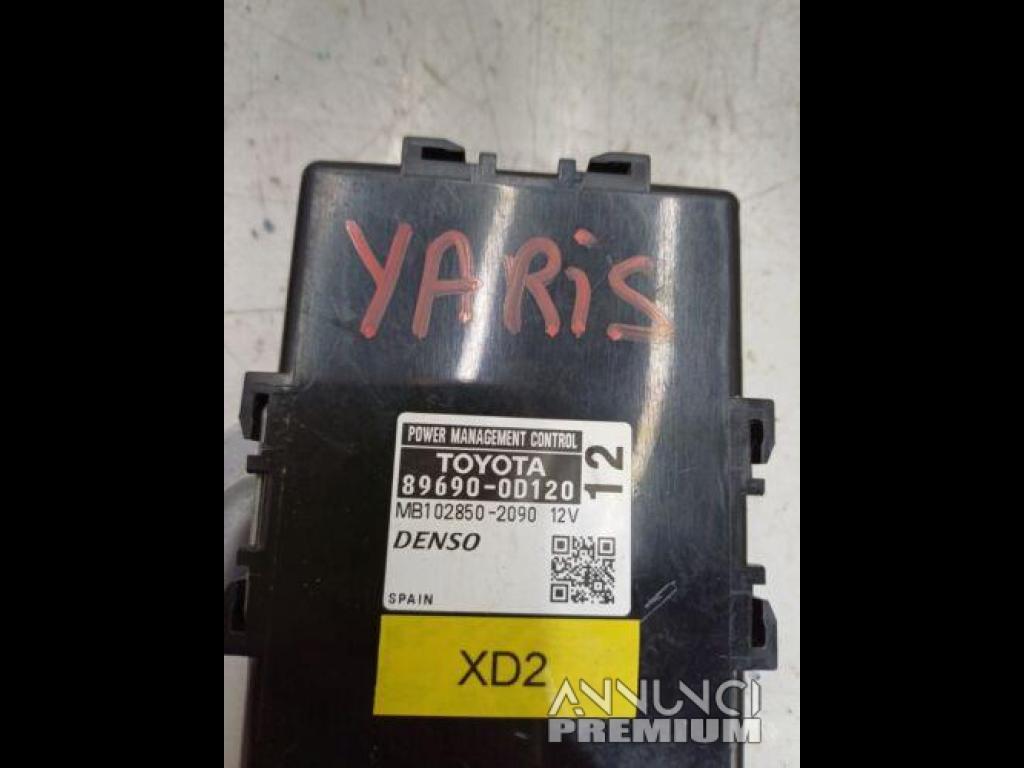 YARiS
POWER MANAGEMENT CONTROL
TOYOTA
89690-0D120
12
MB102850-2090 12V
DENSO
SPAIN
XD2
ANNUNCI
PREMIUM